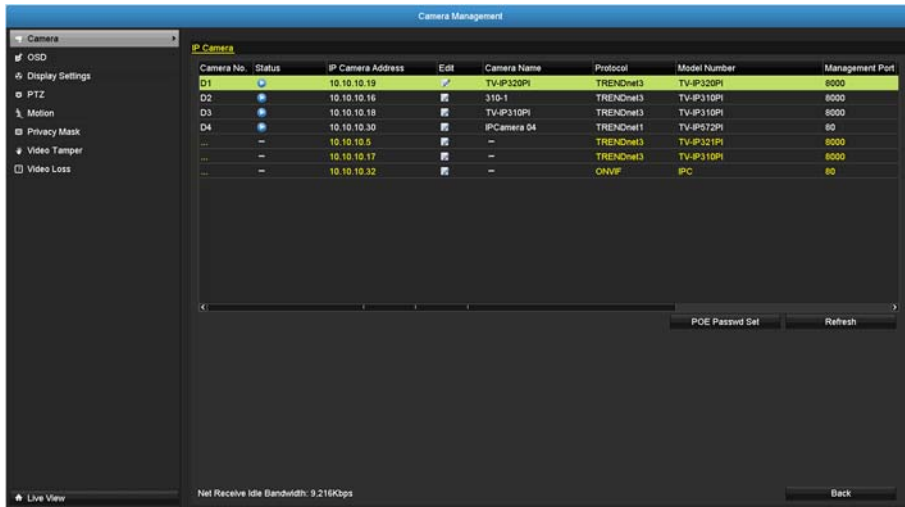 Camera Management
Camera
OSD
Display Settings
PTZ
Motion
Privacy Mask
Video Tamper
Video Loss
Live View
IP Camera
Camera No. Status IP Camera Address Edit Camera Name Protocol Model Number Management Port
D1 10.10.10.19 TV-IP320PI TRENDnet3 TV-IP320PI 8000
D2 10.10.10.16 310-1 TRENDnet3 TV-IP310PI 8000
D3 10.10.10.18 TV-IP310PI TRENDnet3 TV-IP310PI 8000
D4 10.10.10.30 IPCamera 04 TRENDnet1 TV-IP572PI 80
... – 10.10.10.5 – TRENDnet3 TV-IP321PI 8000
... – 10.10.10.17 – TRENDnet3 TV-IP310PI 8000
... – 10.10.10.32 – ONVIF IPC 80
POE Passwd Set Refresh
Net Receive Idle Bandwidth: 9,216Kbps
Back